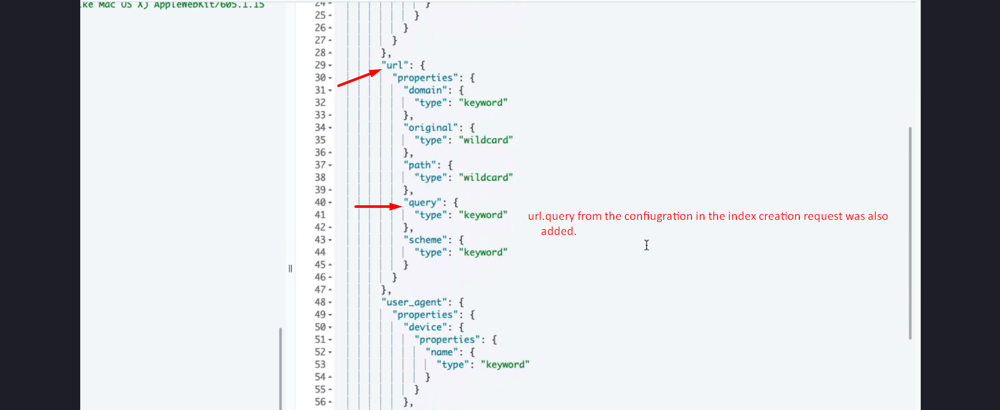 ke Mac OS X) AppleWebKit/605.1.15
24 }
25 }
26 }
27 }
28 },
29 "url": {
30 "properties": {
31 "domain": {
32 "type": "keyword"
33 },
34 "original": {
35 "type": "wildcard"
36 },
37 "path": {
38 "type": "wildcard"
39 },
40 "query": {
41 "type": "keyword"
42 },
43 "scheme": {
44 "type": "keyword"
45 }
46 }
47 },
48 "user_agent": {
49 "properties": {
50 "device": {
51 "properties": {
52 "name": {
53 "type": "keyword"
54 }
55 }
56 },
url.query from the confiugration in the index creation request was also
added.